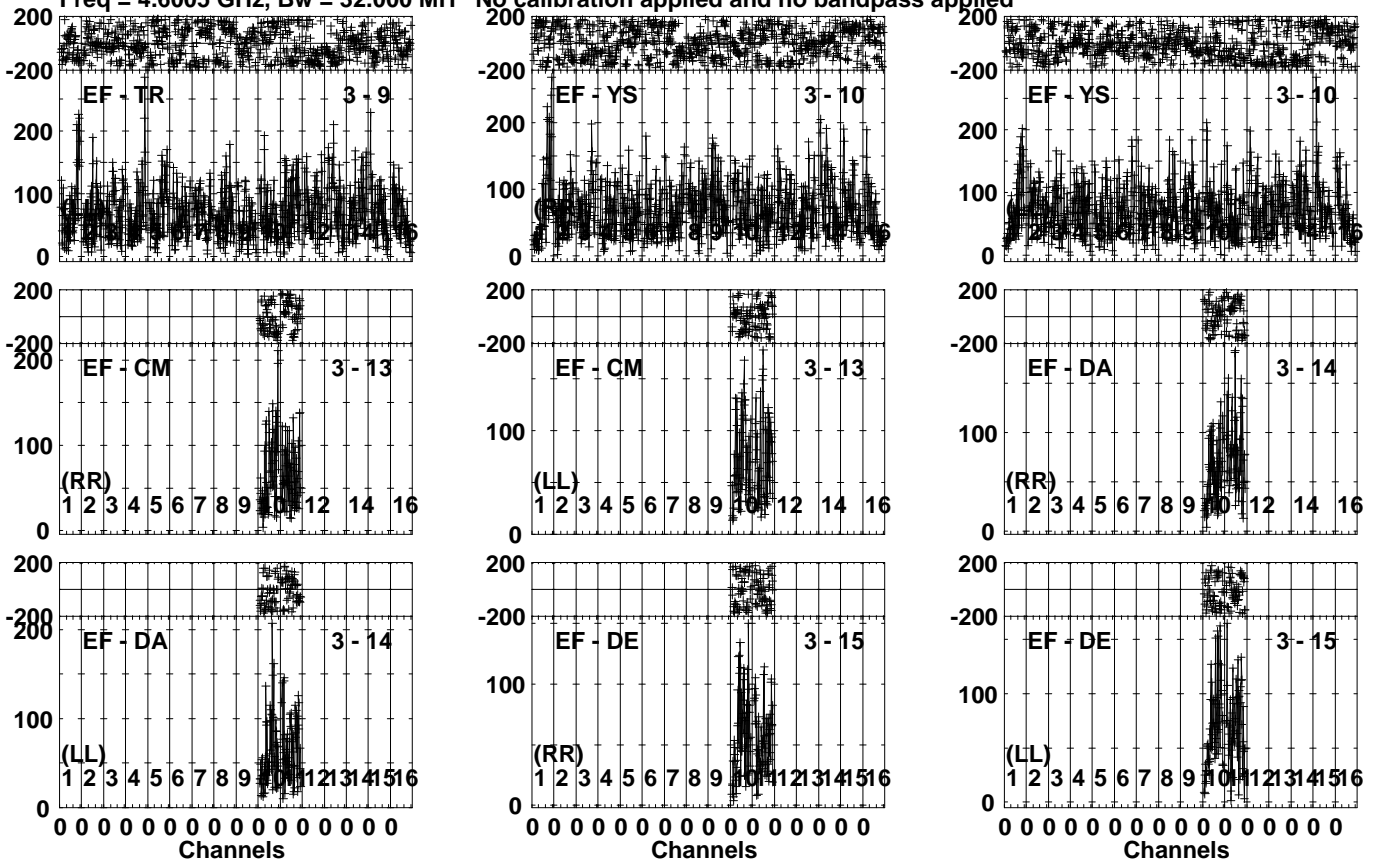 Freq = 4.6005 GHz, Bw = 32.000 MH No calibration applied and no bandpass applied
200 200 200
-200 -200 -200
EF - TR 3 - 9 EF - YS 3 - 10 EF - YS 3 - 10
200 200 200
100 100 100
0 0 0
200 200 200
-200 -200 -200
200
EF - CM 3 - 13 EF - CM 3 - 13 EF - DA 3 - 14
100 100 100
(RR) (LL) (RR)
1 2 3 4 5 6 7 8 9 10 12 14 16 1 2 3 4 5 6 7 8 9 10 12 14 16 1 2 3 4 5 6 7 8 9 10 12 14 16
0 0 0
200 200 200
-200 -200 -200
200
EF - DA 3 - 14 EF - DE 3 - 15 EF - DE 3 - 15
100 100 100
(LL) (RR) (LL)
1 2 3 4 5 6 7 8 9 10 11 12 13 14 15 16 1 2 3 4 5 6 7 8 9 10 11 12 13 14 15 16 1 2 3 4 5 6 7 8 9 10 11 12 13 14 15 16
0 0 0
0 0 0 0 0 0 0 0 0 0 0 0 0 0 0 0 0 0 0 0 0 0 0 0 0 0 0 0 0 0 0 0 0 0 0 0 0 0 0 0 0 0 0 0 0 0 0 0
Channels Channels Channels